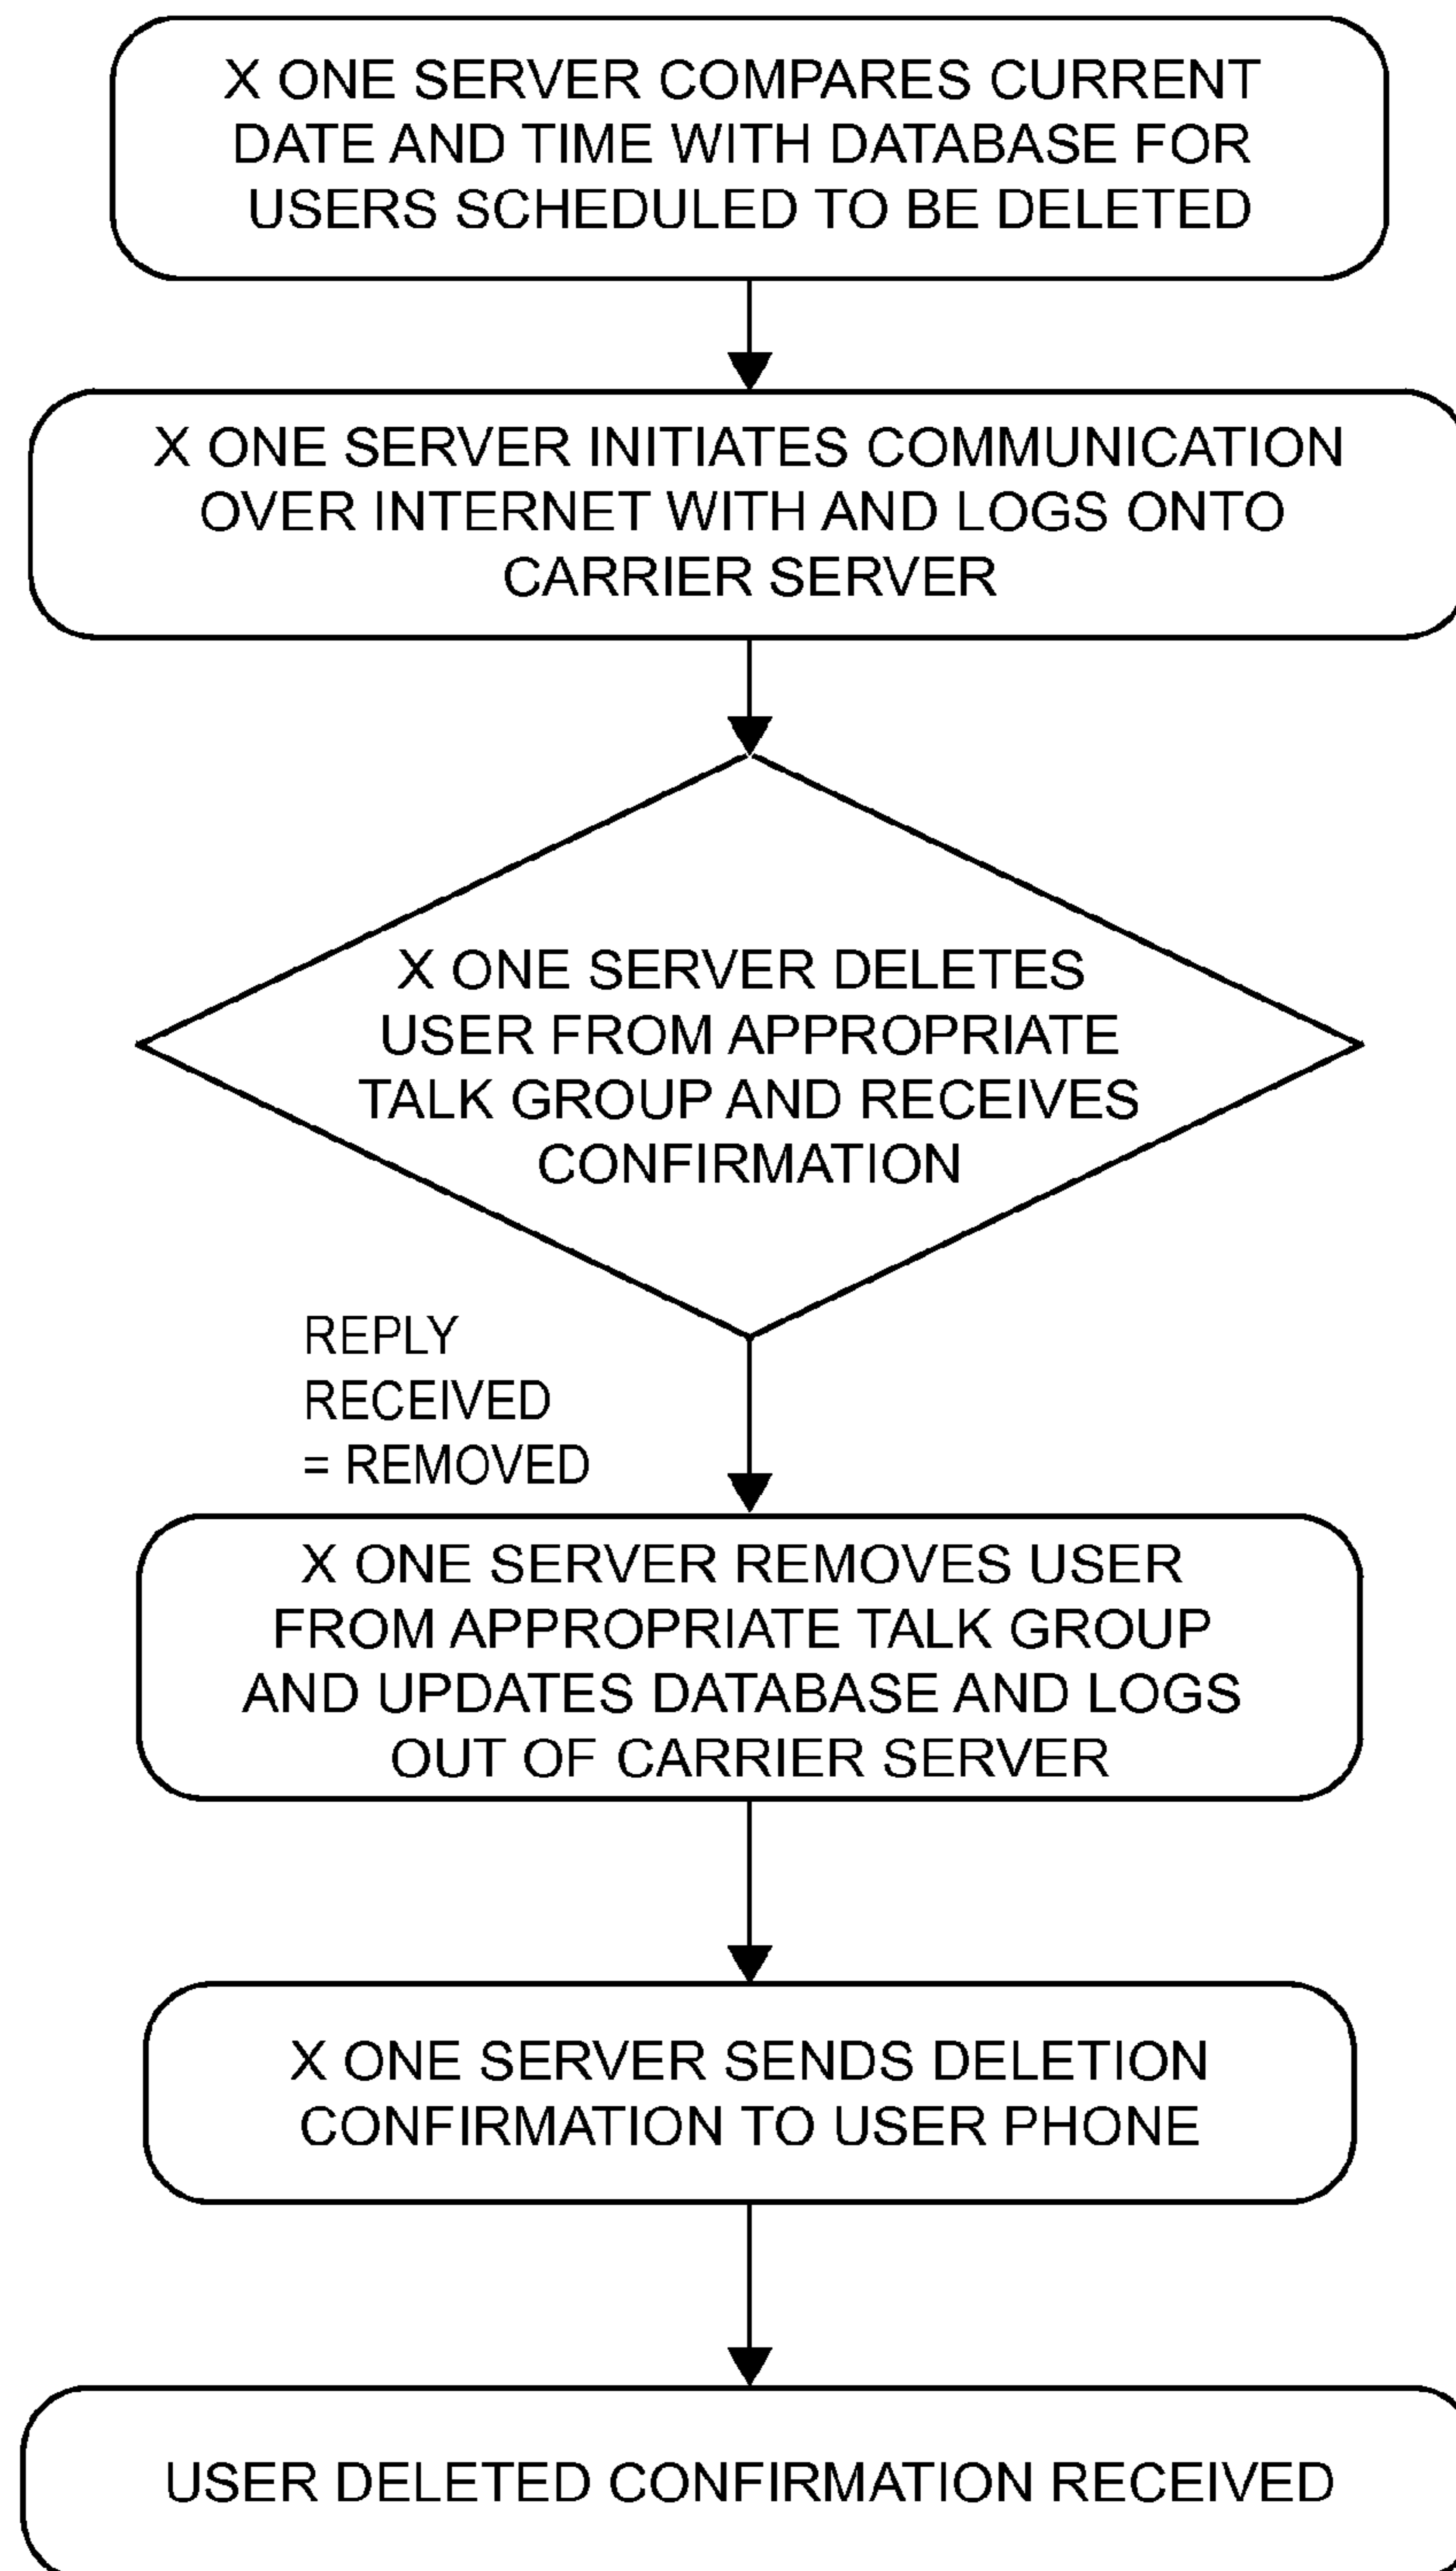 X ONE SERVER COMPARES CURRENT
DATE AND TIME WITH DATABASE FOR
USERS SCHEDULED TO BE DELETED
X ONE SERVER INITIATES COMMUNICATION
OVER INTERNET WITH AND LOGS ONTO
CARRIER SERVER
X ONE SERVER DELETES
USER FROM APPROPRIATE
TALK GROUP AND RECEIVES
CONFIRMATION
REPLY
RECEIVED
= REMOVED
X ONE SERVER REMOVES USER
FROM APPROPRIATE TALK GROUP
AND UPDATES DATABASE AND LOGS
OUT OF CARRIER SERVER
X ONE SERVER SENDS DELETION
CONFIRMATION TO USER PHONE
USER DELETED CONFIRMATION RECEIVED